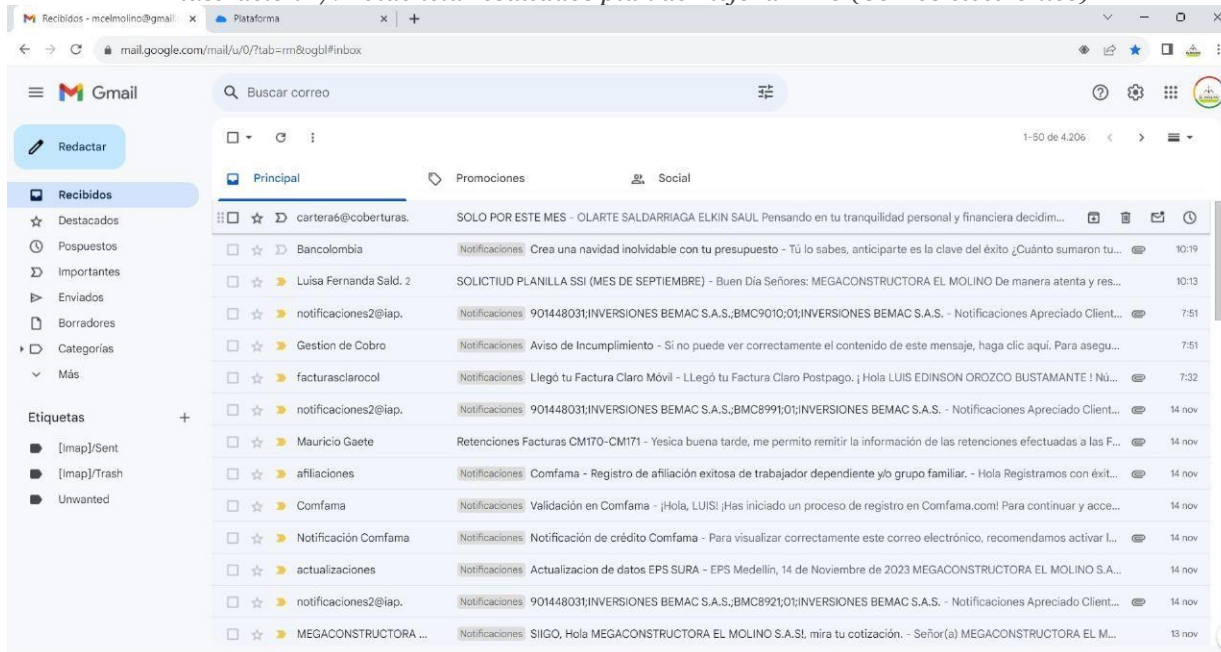 Recibidos - mcelmolino@gmail.
Plataforma
mail.google.com/mail/u/0/?tab=rm&ogbl#inbox
Gmail
Buscar correo
Redactar
1-50 de 4.206
Principal
Promociones
Social
Recibidos
Destacados
Pospuestos
Importantes
Enviados
Borradores
Categorías
Más
Etiquetas
[Imap]/Sent
[Imap]/Trash
Unwanted
cartera6@coberturas. SOLO POR ESTE MES - OLARTE SALDARRIAGA ELKIN SAUL Pensando en tu tranquilidad personal y financiera decidim...
Bancolombia Notificaciones Crea una navidad inolvidable con tu presupuesto - Tú lo sabes, anticiparte es la clave del éxito ¿Cuánto sumaron tu... 10:19
Luisa Fernanda Sald. 2 SOLICTIUD PLANILLA SSI (MES DE SEPTIEMBRE) - Buen Día Señores: MEGACONSTRUCTORA EL MOLINO De manera atenta y res... 10:13
notificaciones2@iap. Notificaciones 901448031;INVERSIONES BEMAC S.A.S.;BMC9010;01;INVERSIONES BEMAC S.A.S. - Notificaciones Apreciado Client... 7:51
Gestion de Cobro Notificaciones Aviso de Incumplimiento - Si no puede ver correctamente el contenido de este mensaje, haga clic aquí. Para asegu... 7:51
facturasclarocol Notificaciones Llegó tu Factura Claro Móvil - LLegó tu Factura Claro Postpago. ¡ Hola LUIS EDINSON OROZCO BUSTAMANTE ! Nú... 7:32
notificaciones2@iap. Notificaciones 901448031;INVERSIONES BEMAC S.A.S.;BMC8991;01;INVERSIONES BEMAC S.A.S. - Notificaciones Apreciado Client... 14 nov
Mauricio Gaete Retenciones Facturas CM170-CM171 - Yesica buena tarde, me permito remitir la información de las retenciones efectuadas a las F... 14 nov
afiliaciones Notificaciones Comfama - Registro de afiliación exitosa de trabajador dependiente y/o grupo familiar. - Hola Registramos con éxit... 14 nov
Comfama Notificaciones Validación en Comfama - ¡Hola, LUIS! ¡Has iniciado un proceso de registro en Comfama.com! Para continuar y acce... 14 nov
Notificación Comfama Notificaciones Notificación de crédito Comfama - Para visualizar correctamente este correo electrónico, recomendamos activar l... 14 nov
actualizaciones Notificaciones Actualizacion de datos EPS SURA - EPS Medellín, 14 de Noviembre de 2023 MEGACONSTRUCTORA EL MOLINO S.A... 14 nov
notificaciones2@iap. Notificaciones 901448031;INVERSIONES BEMAC S.A.S.;BMC8921;01;INVERSIONES BEMAC S.A.S. - Notificaciones Apreciado Client... 14 nov
MEGACONSTRUCTORA ... Notificaciones SIIGO, Hola MEGACONSTRUCTORA EL MOLINO S.A.S!, mira tu cotización. - Señor(a) MEGACONSTRUCTORA EL M... 13 nov